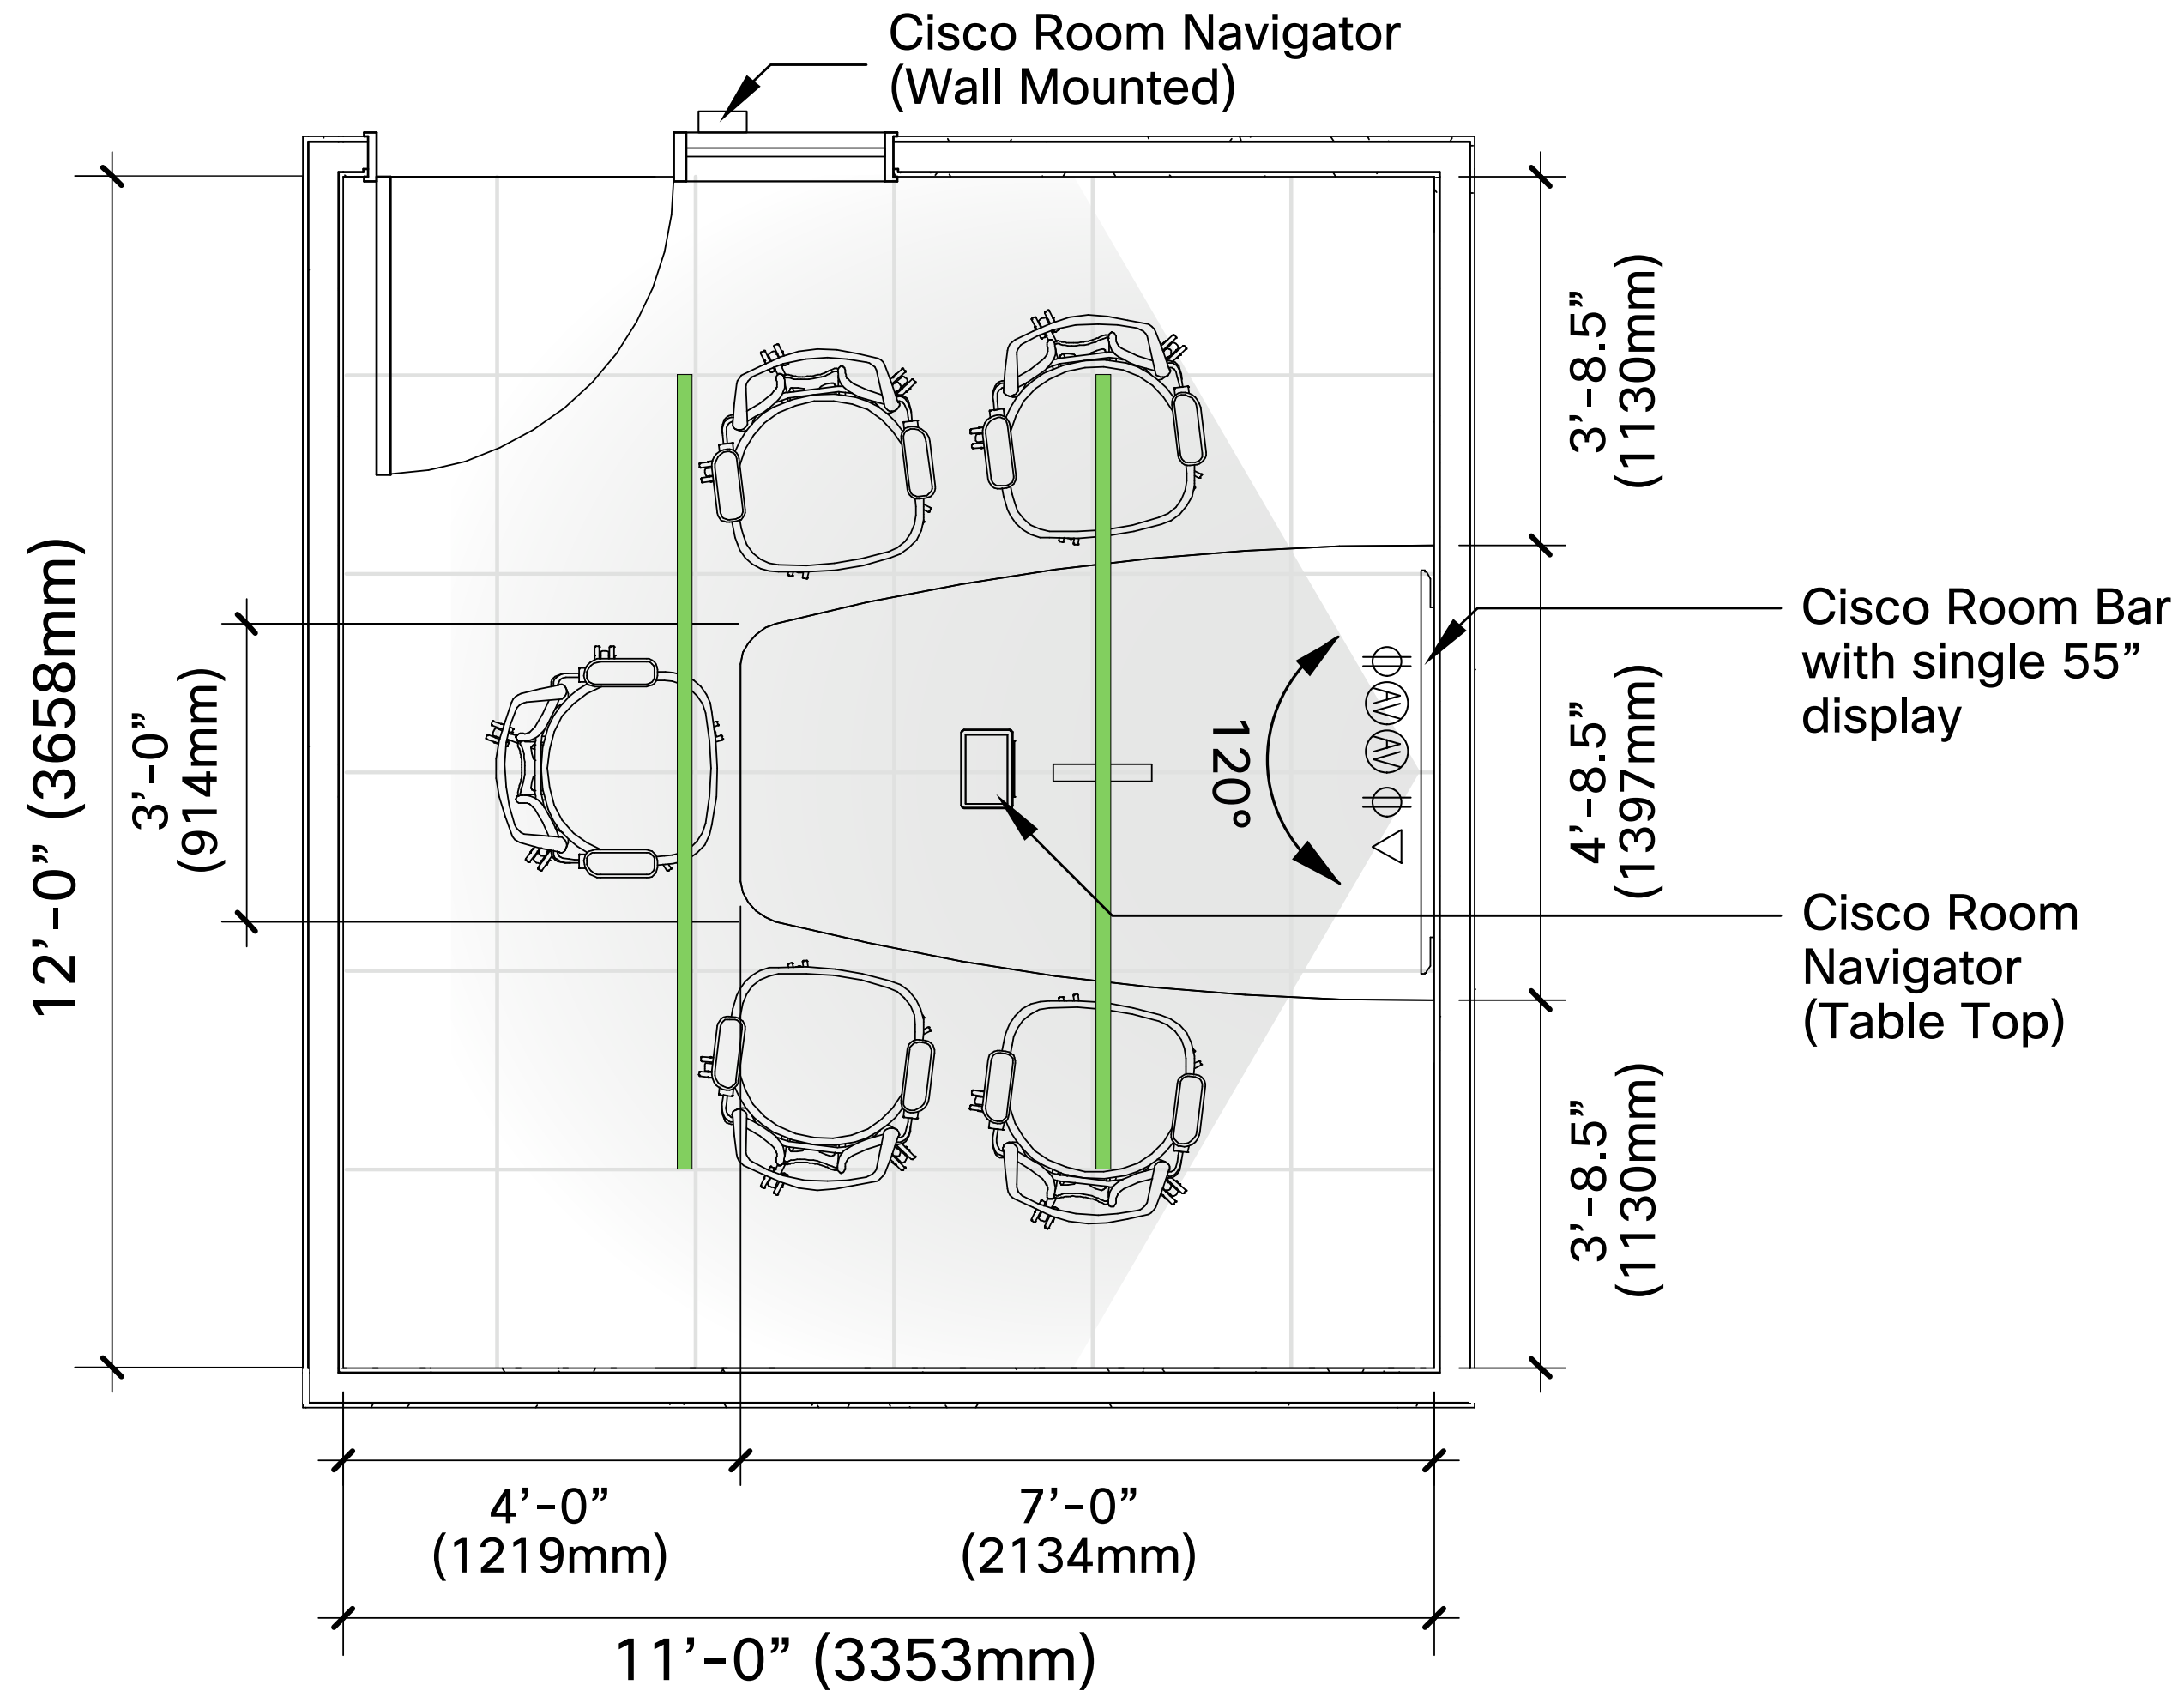 Cisco Room Navigator
(Wall Mounted)
12’-0” (3658mm)
3’-0”
(914mm)
3’-8.5”
(1130mm)
4’-8.5”
(1397mm)
3’-8.5”
(1130mm)
120°
AV
AV
Cisco Room Bar
with single 55”
display
Cisco Room
Navigator
(Table Top)
4’-0”
(1219mm)
7’-0”
(2134mm)
11’-0” (3353mm)